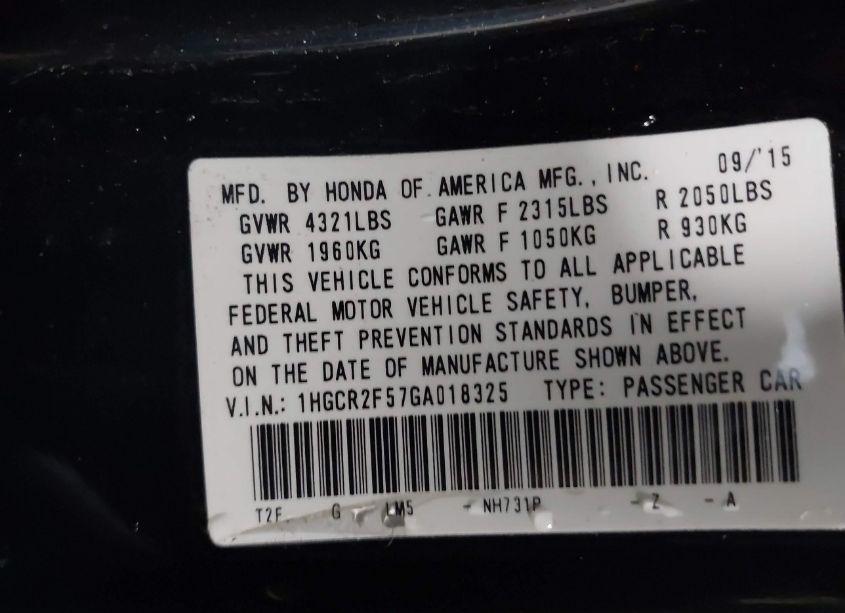 MFD. BY HONDA OF AMERICA MFG., INC. 09/'15
GVWR 4321LBS GAWR F 2315LBS R 2050LBS
GVWR 1960KG GAWR F 1050KG R 930KG
THIS VEHICLE CONFORMS TO ALL APPLICABLE
FEDERAL MOTOR VEHICLE SAFETY, BUMPER,
AND THEFT PREVENTION STANDARDS IN EFFECT
ON THE DATE OF MANUFACTURE SHOWN ABOVE.
V.I.N.: 1HGCR2F57GA018325 TYPE: PASSENGER CAR
T2F G - LM5 - NH731P - Z - A